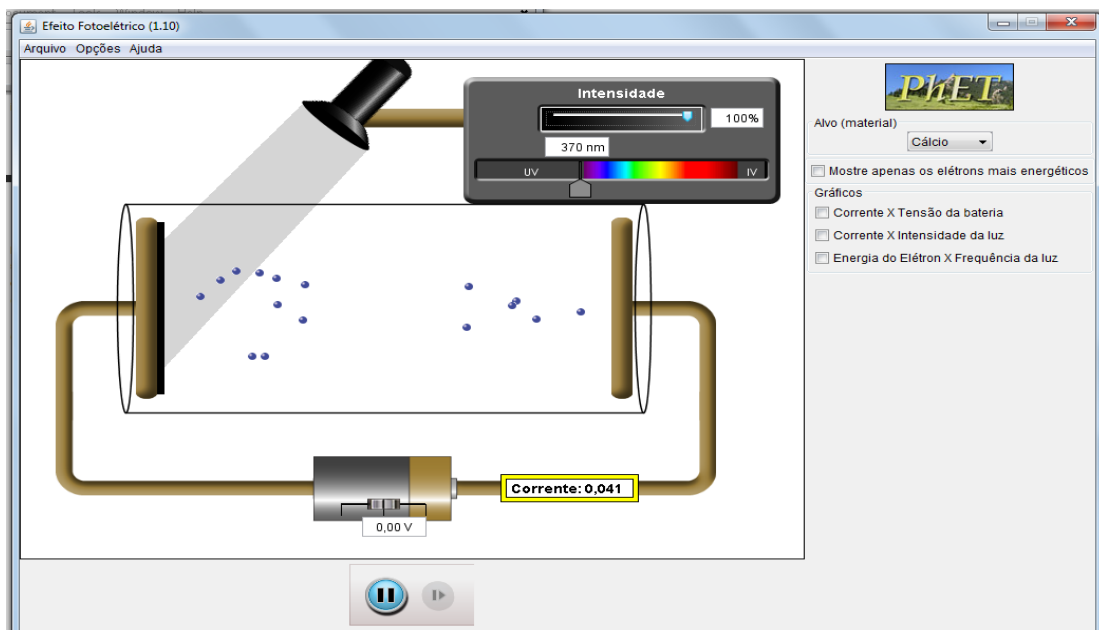 Efeito Fotoelétrico (1.10)
Arquivo Opções Ajuda
Intensidade
100%
370 nm
UV
IV
PhET
Alvo (material)
Cálcio
Mostre apenas os elétrons mais energéticos
Gráficos
Corrente X Tensão da bateria
Corrente X Intensidade da luz
Energia do Elétron X Frequência da luz
Corrente: 0,041
0,00 V